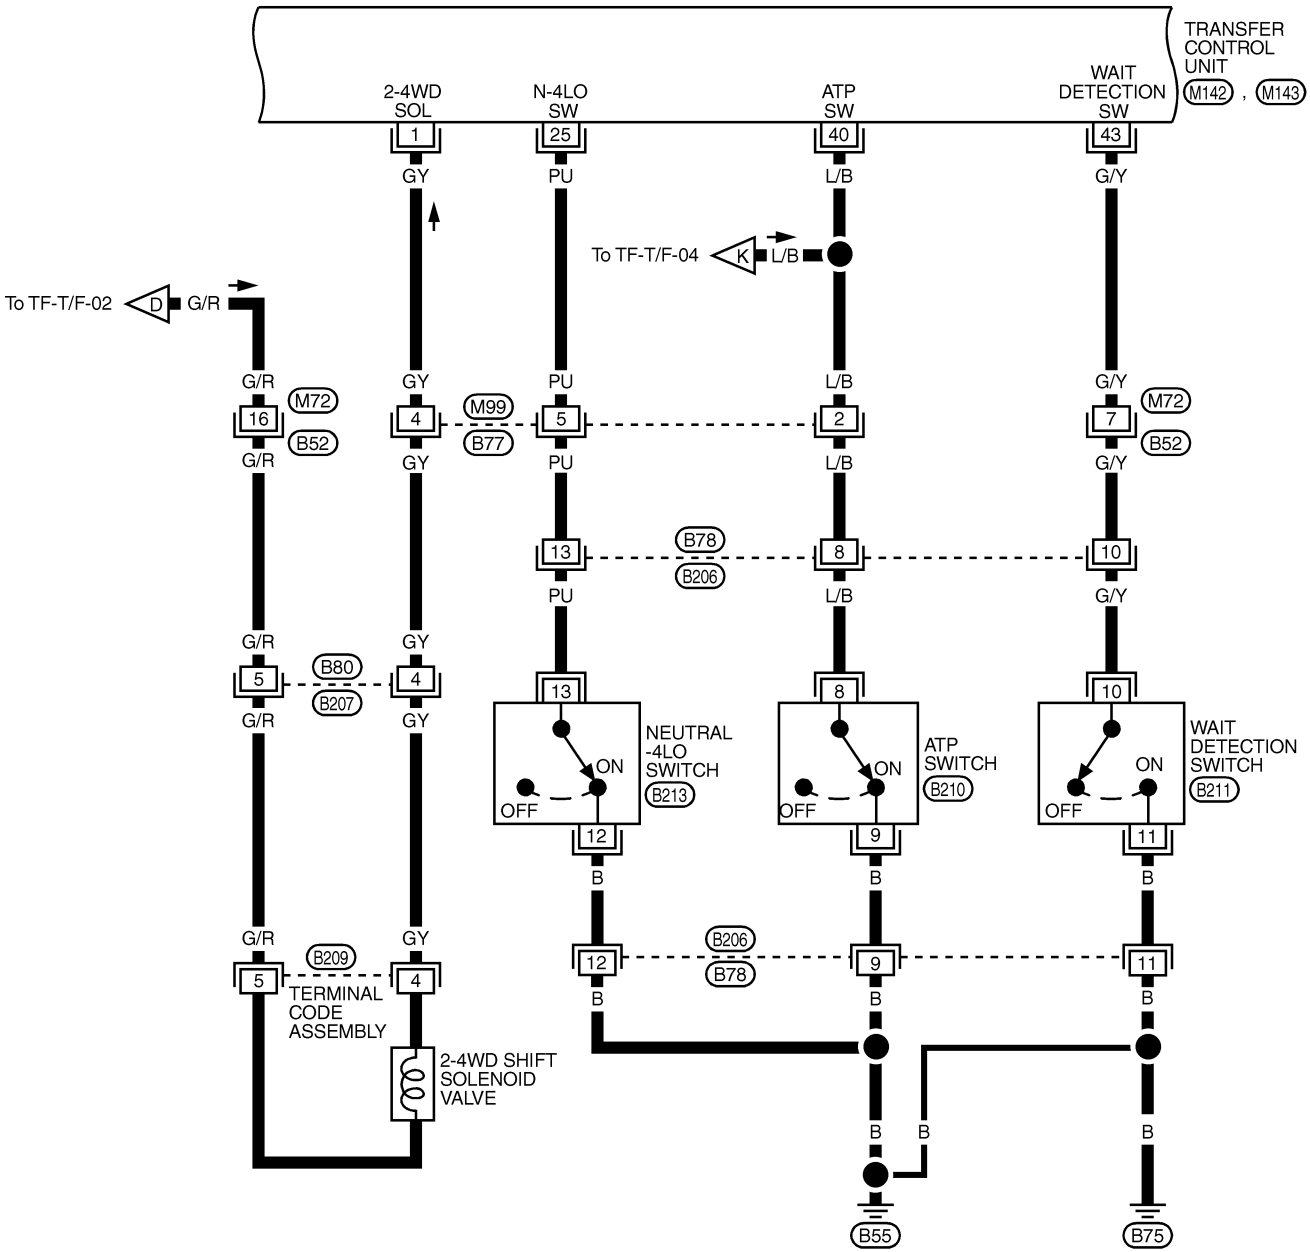 TRANSFER
CONTROL
UNIT
M142 , M143
2-4WD
SOL
N-4LO
SW
ATP
SW
WAIT
DETECTION
SW
1
25
40
43
GY
PU
L/B
G/Y
To TF-T/F-04
K
L/B
To TF-T/F-02
D
G/R
G/R
GY
PU
L/B
G/Y
16
M72
B52
4
M99
B77
5
2
7
M72
B52
G/R
GY
PU
L/B
G/Y
13
B78
B206
8
10
PU
L/B
G/Y
G/R
GY
5
B80
B207
4
G/R
GY
13
8
10
NEUTRAL
-4LO
SWITCH
B213
ON
OFF
ATP
SWITCH
B210
ON
OFF
WAIT
DETECTION
SWITCH
B211
ON
OFF
12
9
11
B
B
B
G/R
GY
B209
5
4
TERMINAL
CODE
ASSEMBLY
12
B206
B78
9
11
B
B
B
2-4WD SHIFT
SOLENOID
VALVE
B
B
B
B55
B75